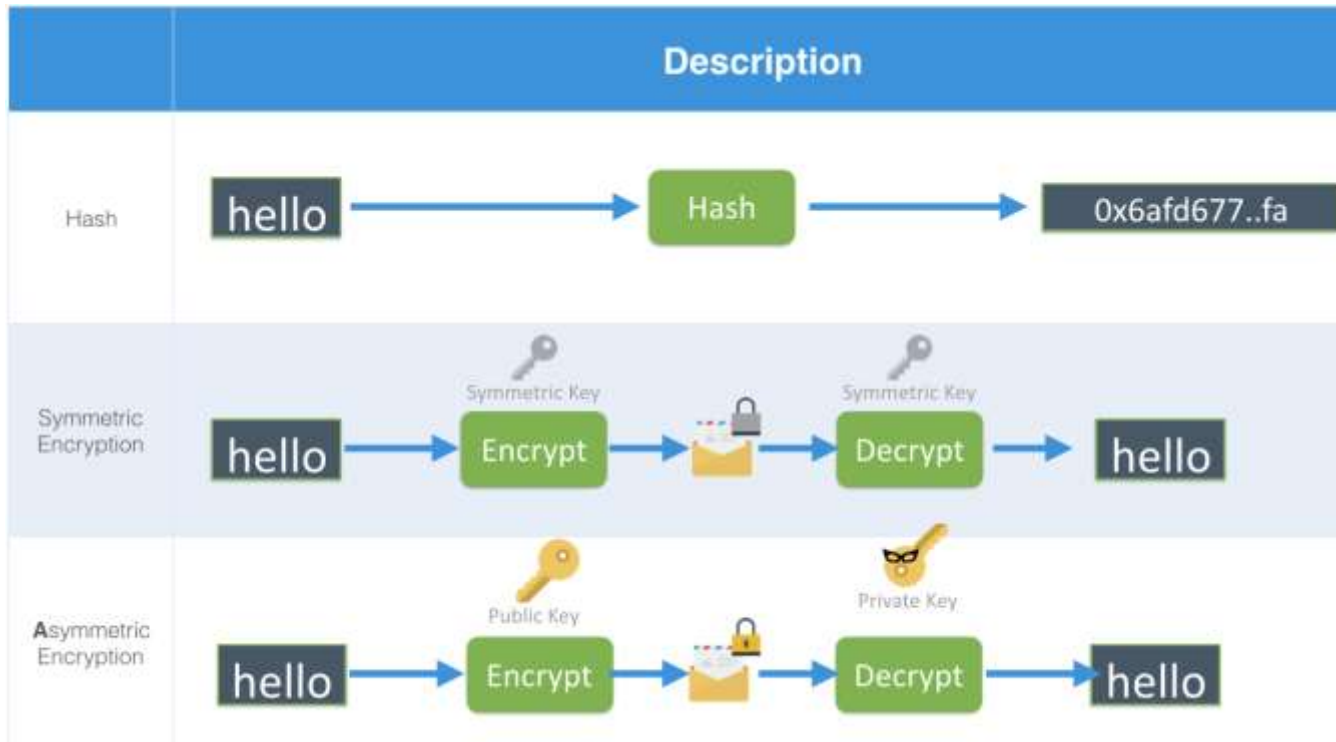 Description
Hash
hello
Hash
0x6afd677..fa
Symmetric Key
Symmetric Key
Symmetric
Encryption
hello
Encrypt
Decrypt
hello
Public Key
Private Key
Asymmetric
Encryption
hello
Encrypt
Decrypt
hello